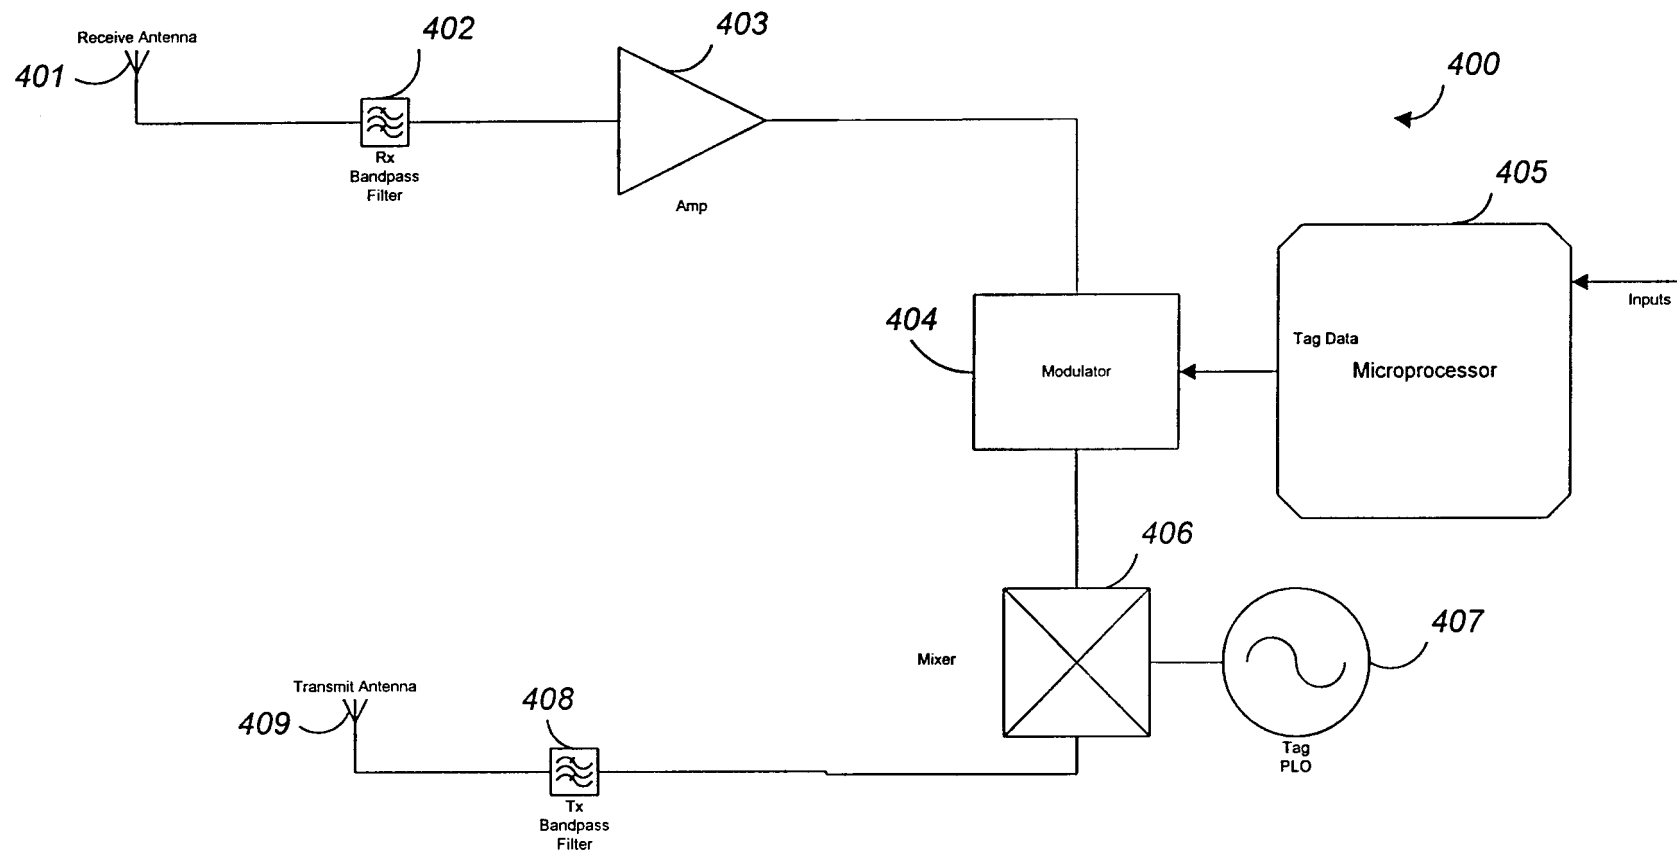 Receive Antenna
401
402
Rx
Bandpass
Filter
403
Amp
400
405
Inputs
Tag Data
Microprocessor
404
Modulator
406
Mixer
407
Tag
PLO
Transmit Antenna
409
408
Tx
Bandpass
Filter